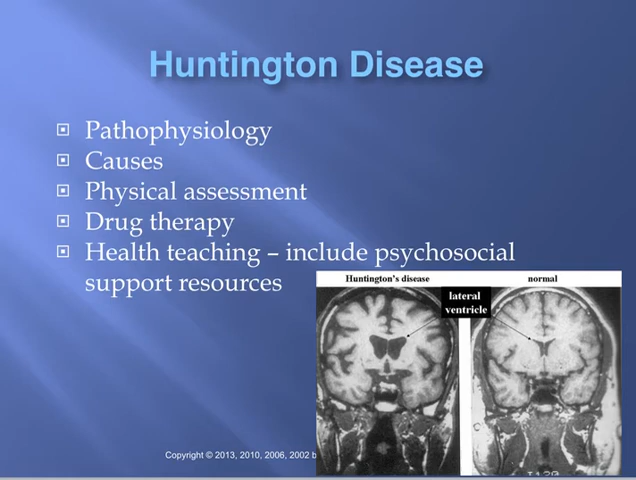 Huntington Disease
Pathophysiology
Causes
Physical assessment
Drug therapy
Health teaching – include psychosocial
support resources
Huntington's disease
normal
lateral
ventricle
Copyright © 2013, 2010, 2006, 2002 b